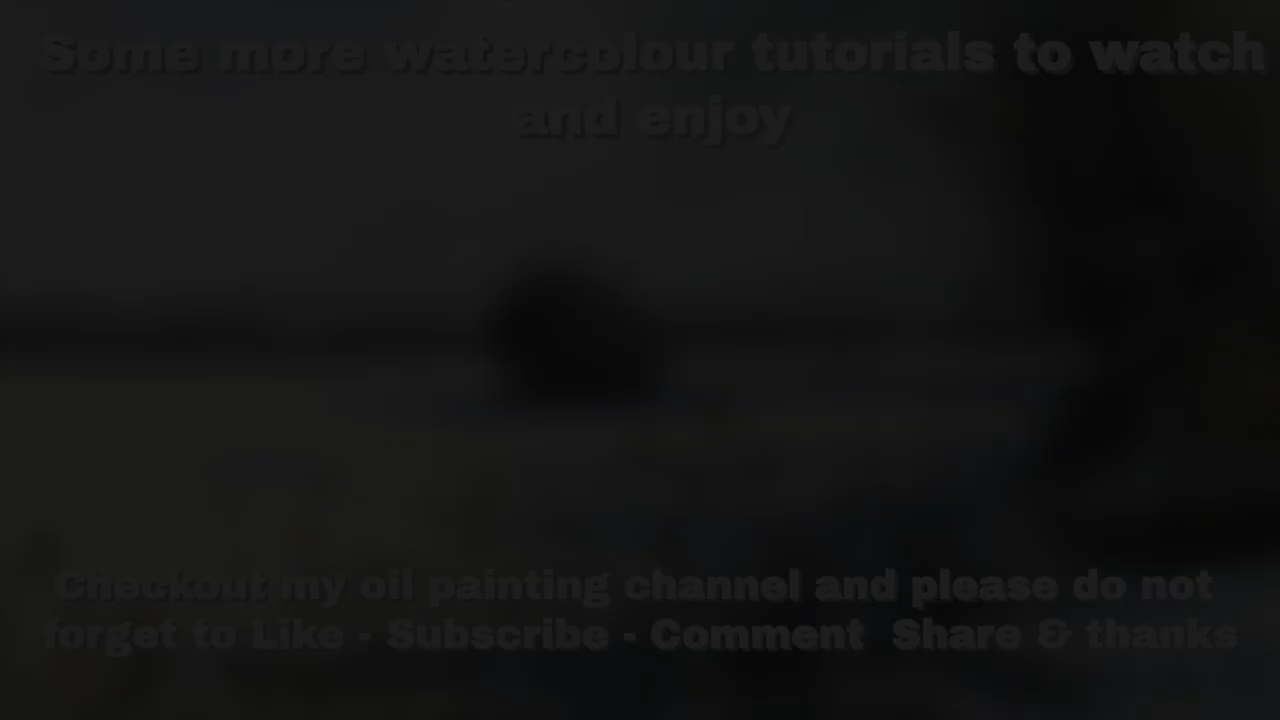 Some more watercolour tutorials to watch
and enjoy
Checkout my oil painting channel and please do not
forget to Like - Subscribe - Comment  Share & thanks